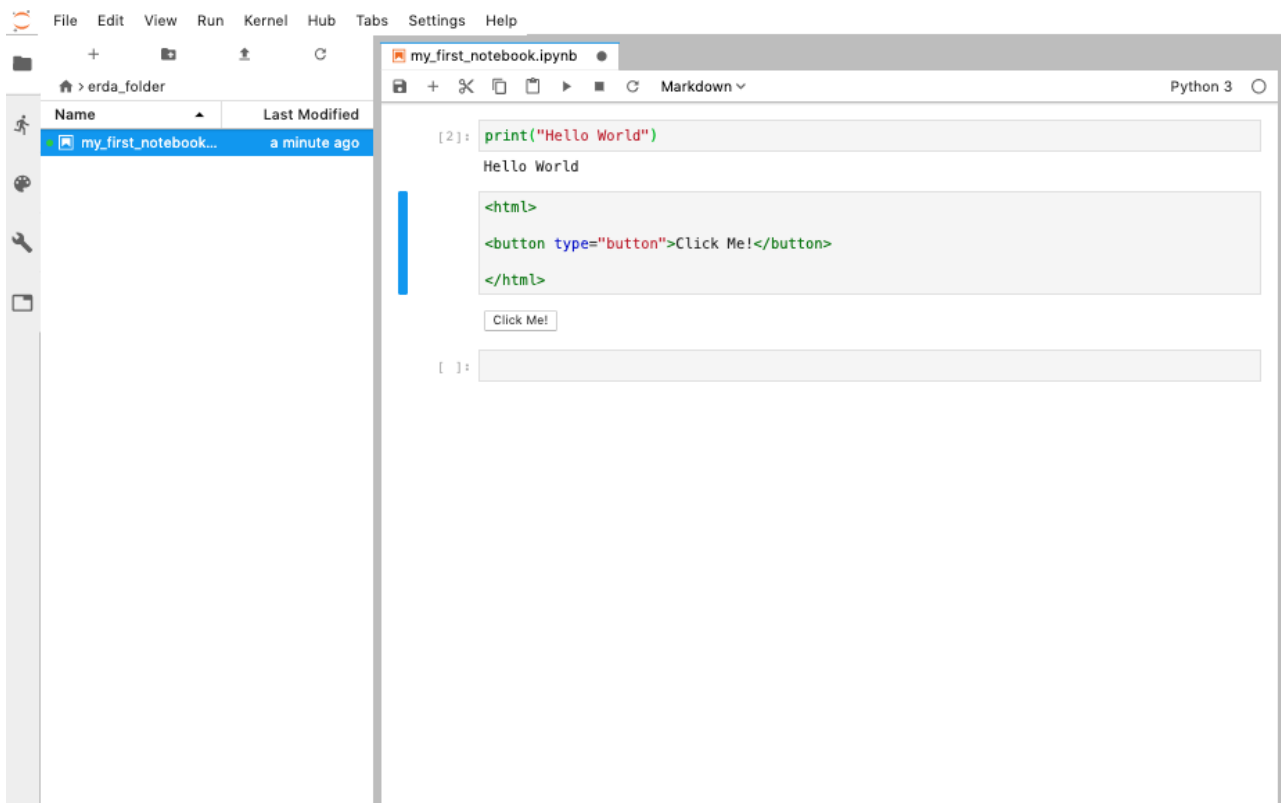 File Edit View Run Kernel Hub Tabs Settings Help
my_first_notebook.ipynb
> erda_folder
Markdown
Python 3
Name Last Modified
my_first_notebook... a minute ago
[2]: print("Hello World")
Hello World
<html>
<button type="button">Click Me!</button>
</html>
Click Me!
[ ]: